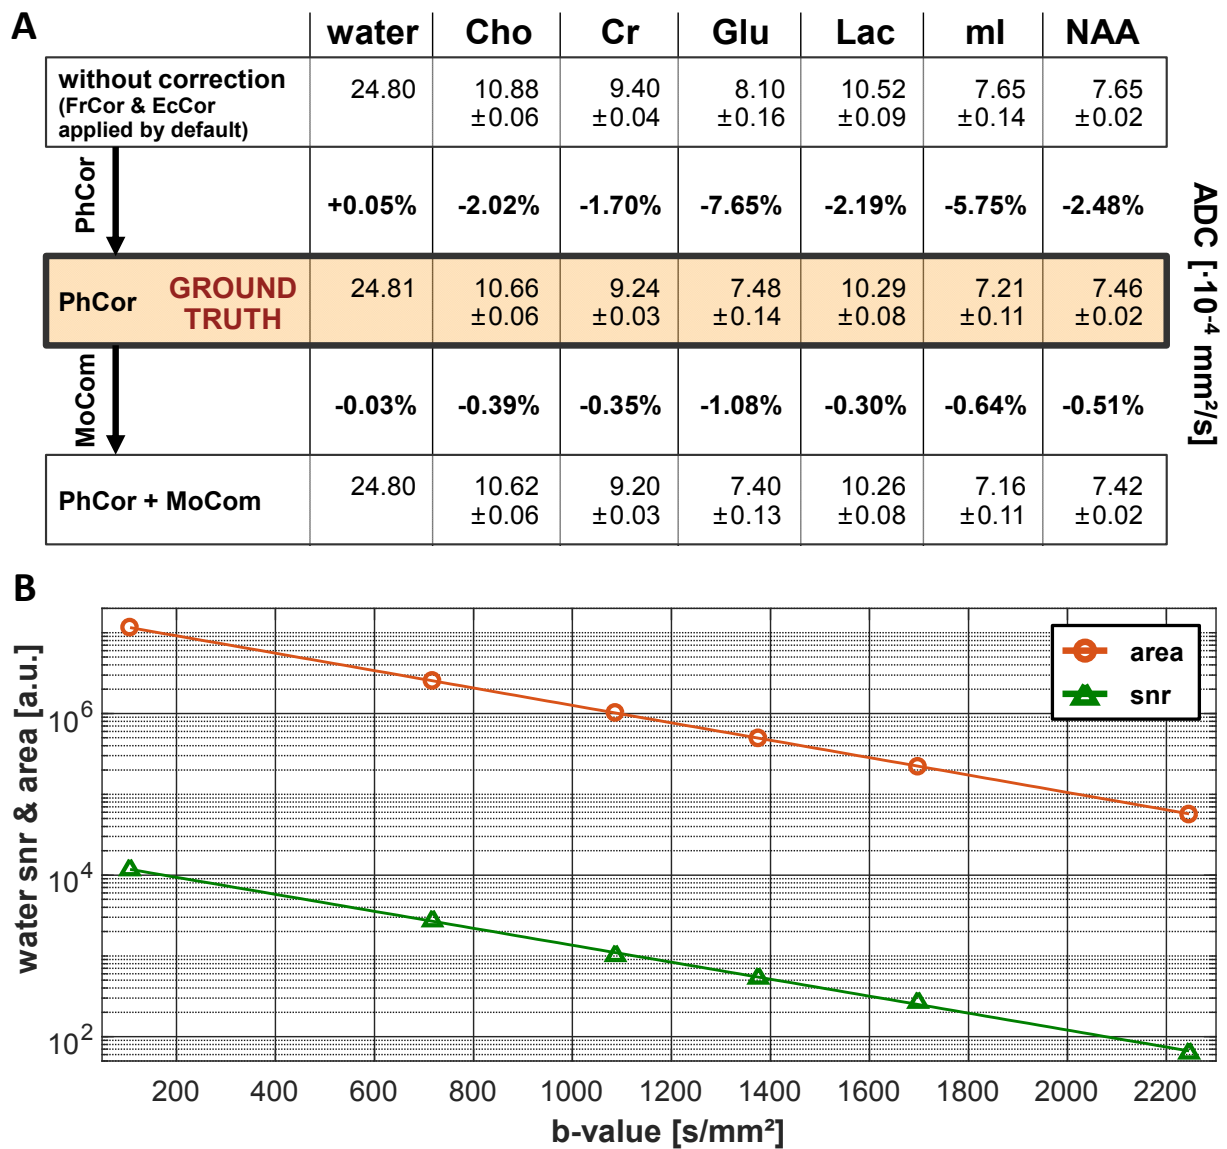 A
water Cho Cr Glu Lac mI NAA
without correction
(FrCor & EcCor
applied by default)
24.80 10.88 9.40 8.10 10.52 7.65 7.65
±0.06 ±0.04 ±0.16 ±0.09 ±0.14 ±0.02
PhCor
+0.05% -2.02% -1.70% -7.65% -2.19% -5.75% -2.48%
PhCor GROUND
TRUTH
24.81 10.66 9.24 7.48 10.29 7.21 7.46
±0.06 ±0.03 ±0.14 ±0.08 ±0.11 ±0.02
MoCom
-0.03% -0.39% -0.35% -1.08% -0.30% -0.64% -0.51%
PhCor + MoCom
24.80 10.62 9.20 7.40 10.26 7.16 7.42
±0.06 ±0.03 ±0.13 ±0.08 ±0.11 ±0.02
ADC [·10⁻⁴ mm²/s]
B
water snr & area [a.u.]
10⁶
10⁴
10²
area
snr
200 400 600 800 1000 1200 1400 1600 1800 2000 2200
b-value [s/mm²]